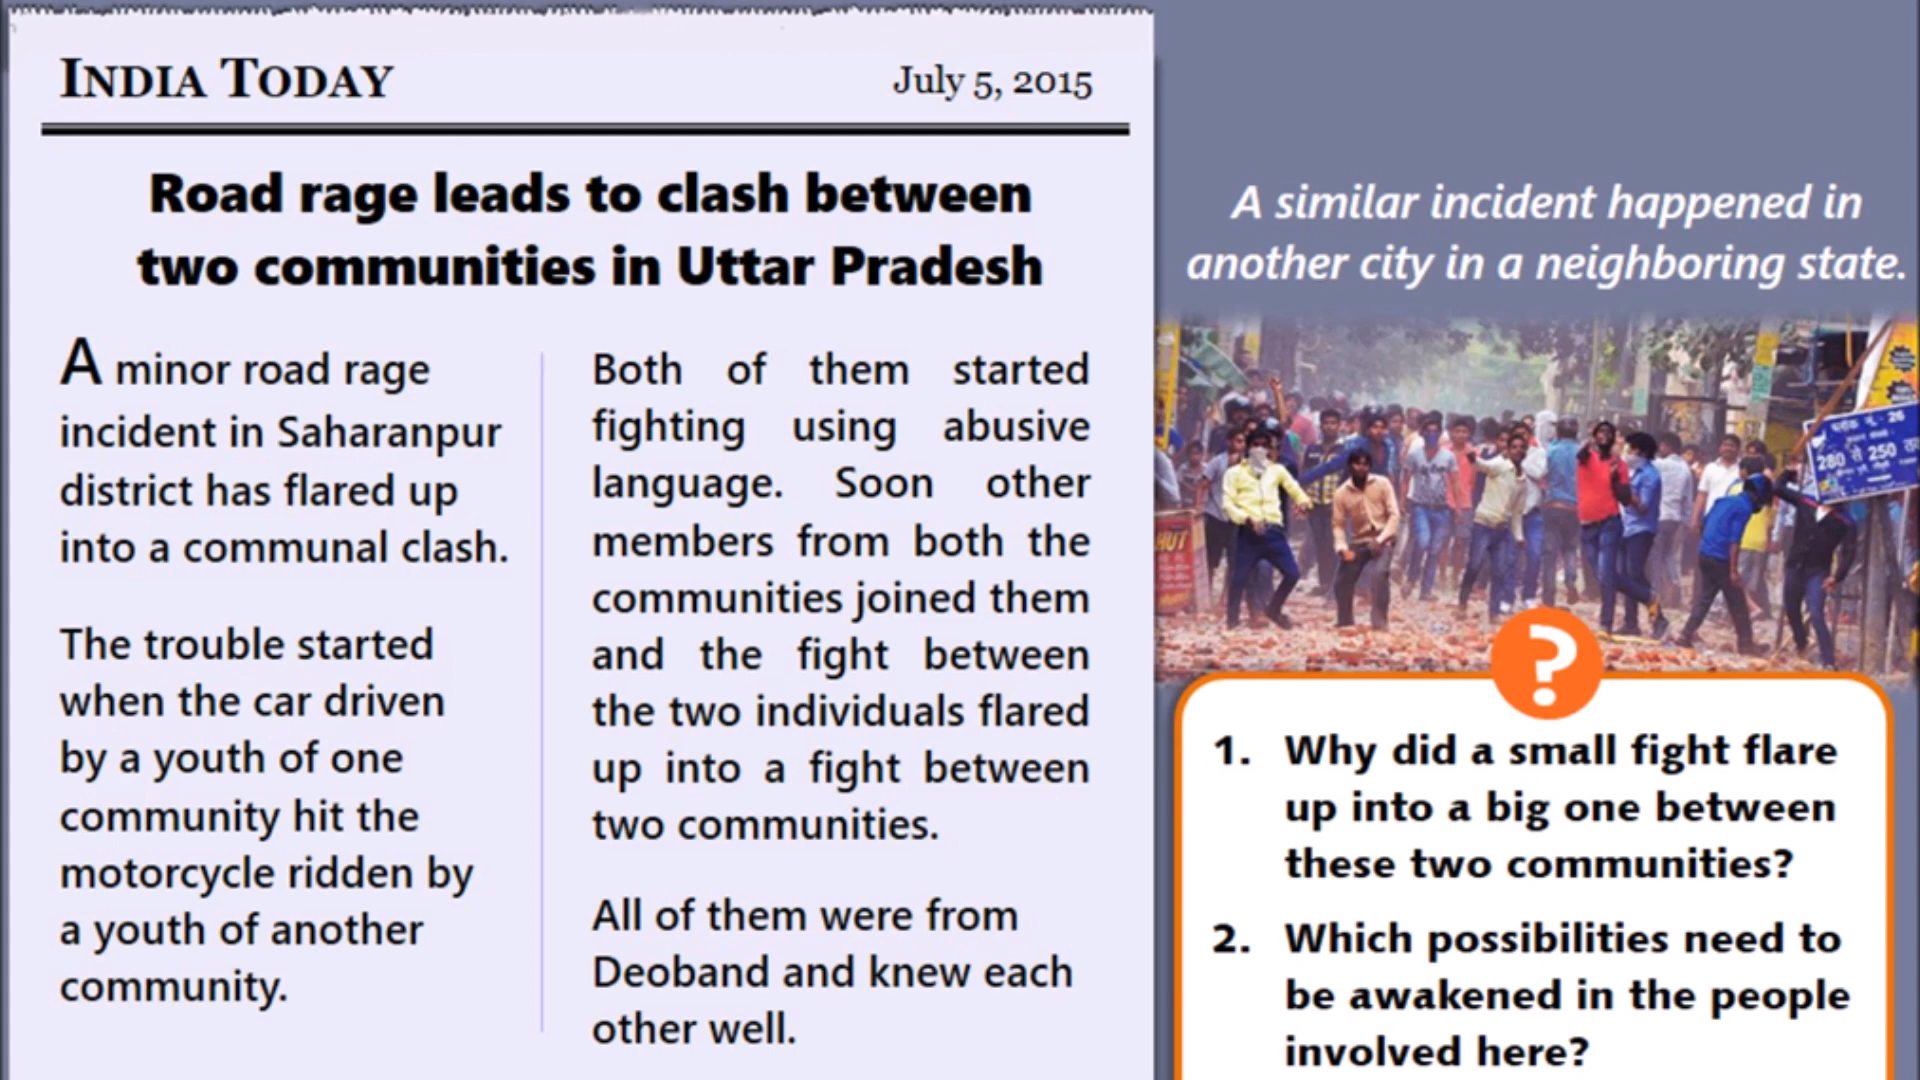 INDIA TODAY
July 5, 2015
Road rage leads to clash between
two communities in Uttar Pradesh
A minor road rage
incident in Saharanpur
district has flared up
into a communal clash.
The trouble started
when the car driven
by a youth of one
community hit the
motorcycle ridden by
a youth of another
community.
Both of them started
fighting using abusive
language. Soon other
members from both the
communities joined them
and the fight between
the two individuals flared
up into a fight between
two communities.
All of them were from
Deoband and knew each
other well.
A similar incident happened in
another city in a neighboring state.
26
280 से 250
?
1. Why did a small fight flare
up into a big one between
these two communities?
2. Which possibilities need to
be awakened in the people
involved here?